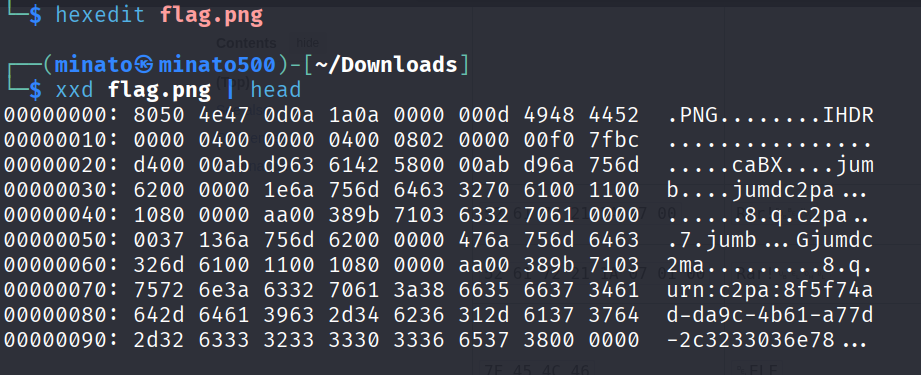 └─$ hexedit flag.png
┌──(minato㉿minato500)-[~/Downloads]
└─$ xxd flag.png | head
00000000: 8050 4e47 0d0a 1a0a 0000 000d 4948 4452  .PNG........IHDR
00000010: 0000 0400 0000 0400 0802 0000 00f0 7fbc  ................
00000020: d400 00ab d963 6142 5800 00ab d96a 756d  .....caBX....jum
00000030: 6200 0000 1e6a 756d 6463 3270 6100 1100  b....jumdc2pa...
00000040: 1080 0000 aa00 389b 7103 6332 7061 0000  ......8.q.c2pa..
00000050: 0037 136a 756d 6200 0000 476a 756d 6463  .7.jumb...Gjumdc
00000060: 326d 6100 1100 1080 0000 aa00 389b 7103  2ma.........8.q.
00000070: 7572 6e3a 6332 7061 3a38 6635 6637 3461  urn:c2pa:8f5f74a
00000080: 642d 6461 3963 2d34 6236 312d 6137 3764  d-da9c-4b61-a77d
00000090: 2d32 6333 3233 3330 3336 6537 3800 0000  -2c3233036e78...